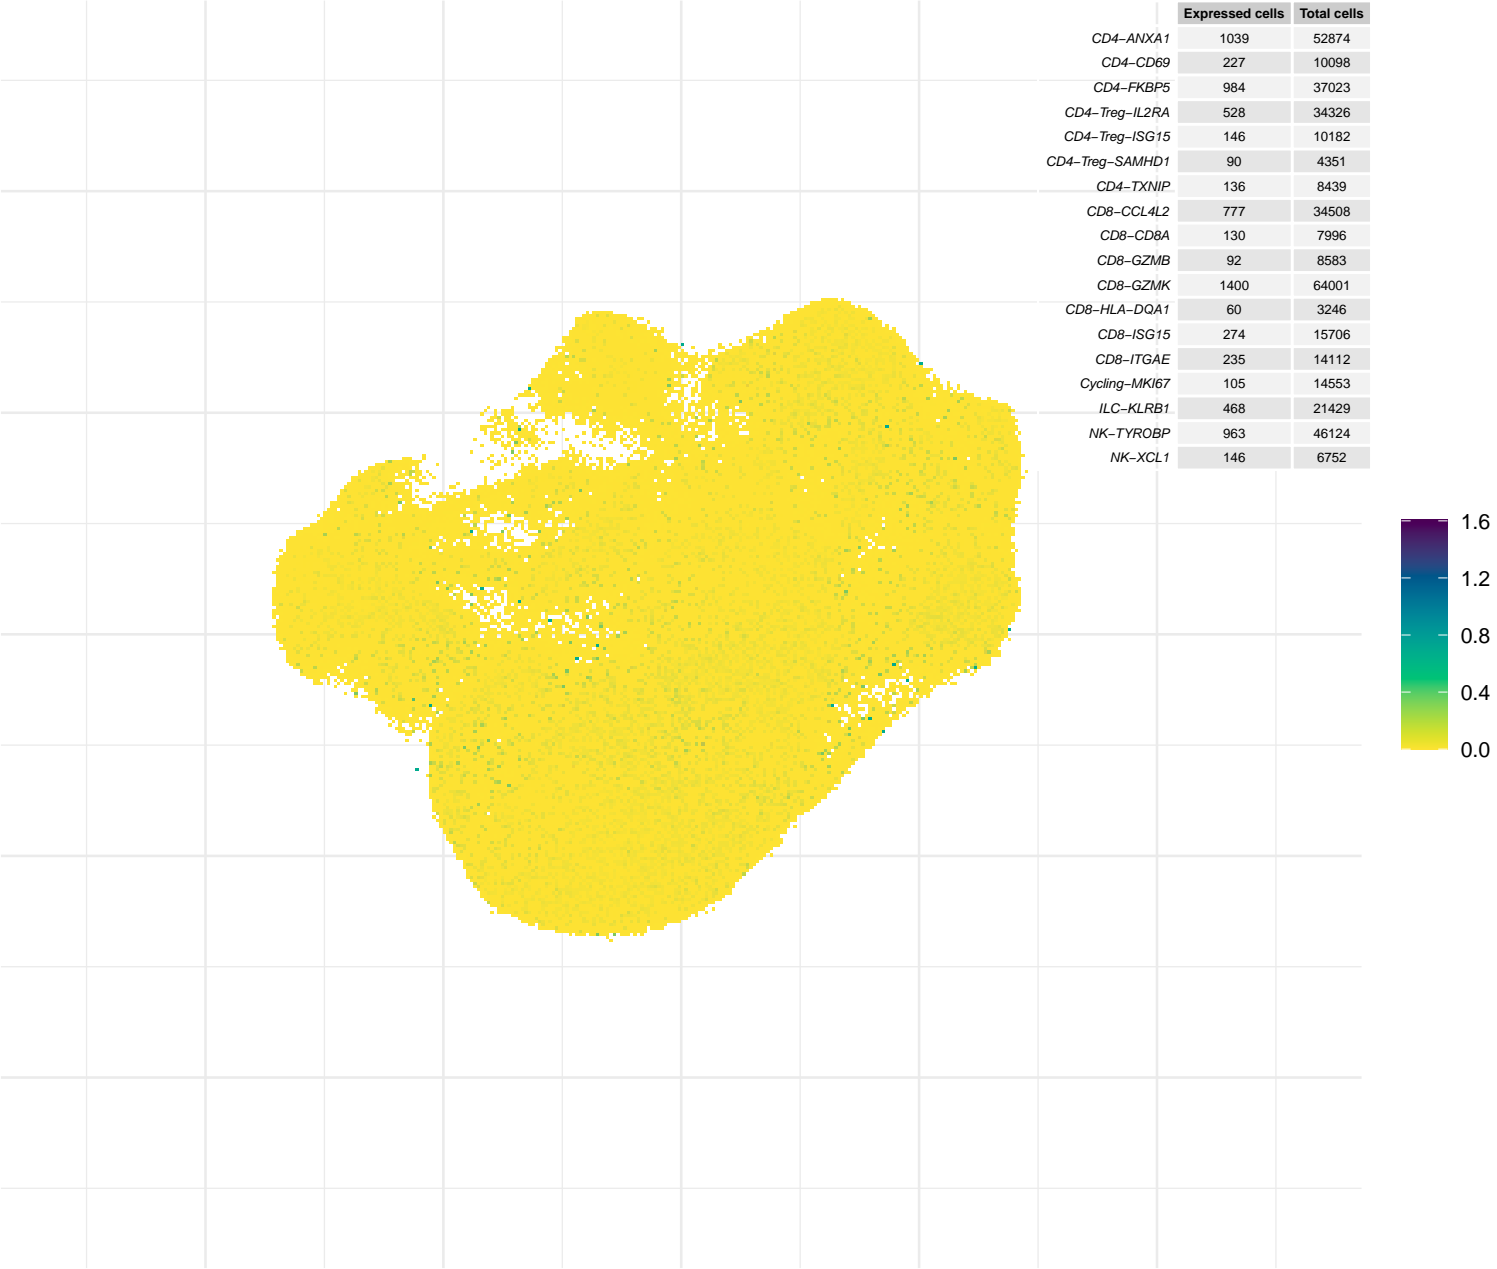 Expressed cells Total cells
CD4−ANXA1 1039 52874
CD4−CD69 227 10098
CD4−FKBP5 984 37023
CD4−Treg−IL2RA 528 34326
CD4−Treg−ISG15 146 10182
CD4−Treg−SAMHD1 90 4351
CD4−TXNIP 136 8439
CD8−CCL4L2 777 34508
CD8−CD8A 130 7996
CD8−GZMB 92 8583
CD8−GZMK 1400 64001
CD8−HLA−DQA1 60 3246
CD8−ISG15 274 15706
CD8−ITGAE 235 14112
Cycling−MKI67 105 14553
ILC−KLRB1 468 21429
NK−TYROBP 963 46124
NK−XCL1 146 6752
1.6
1.2
0.8
0.4
0.0